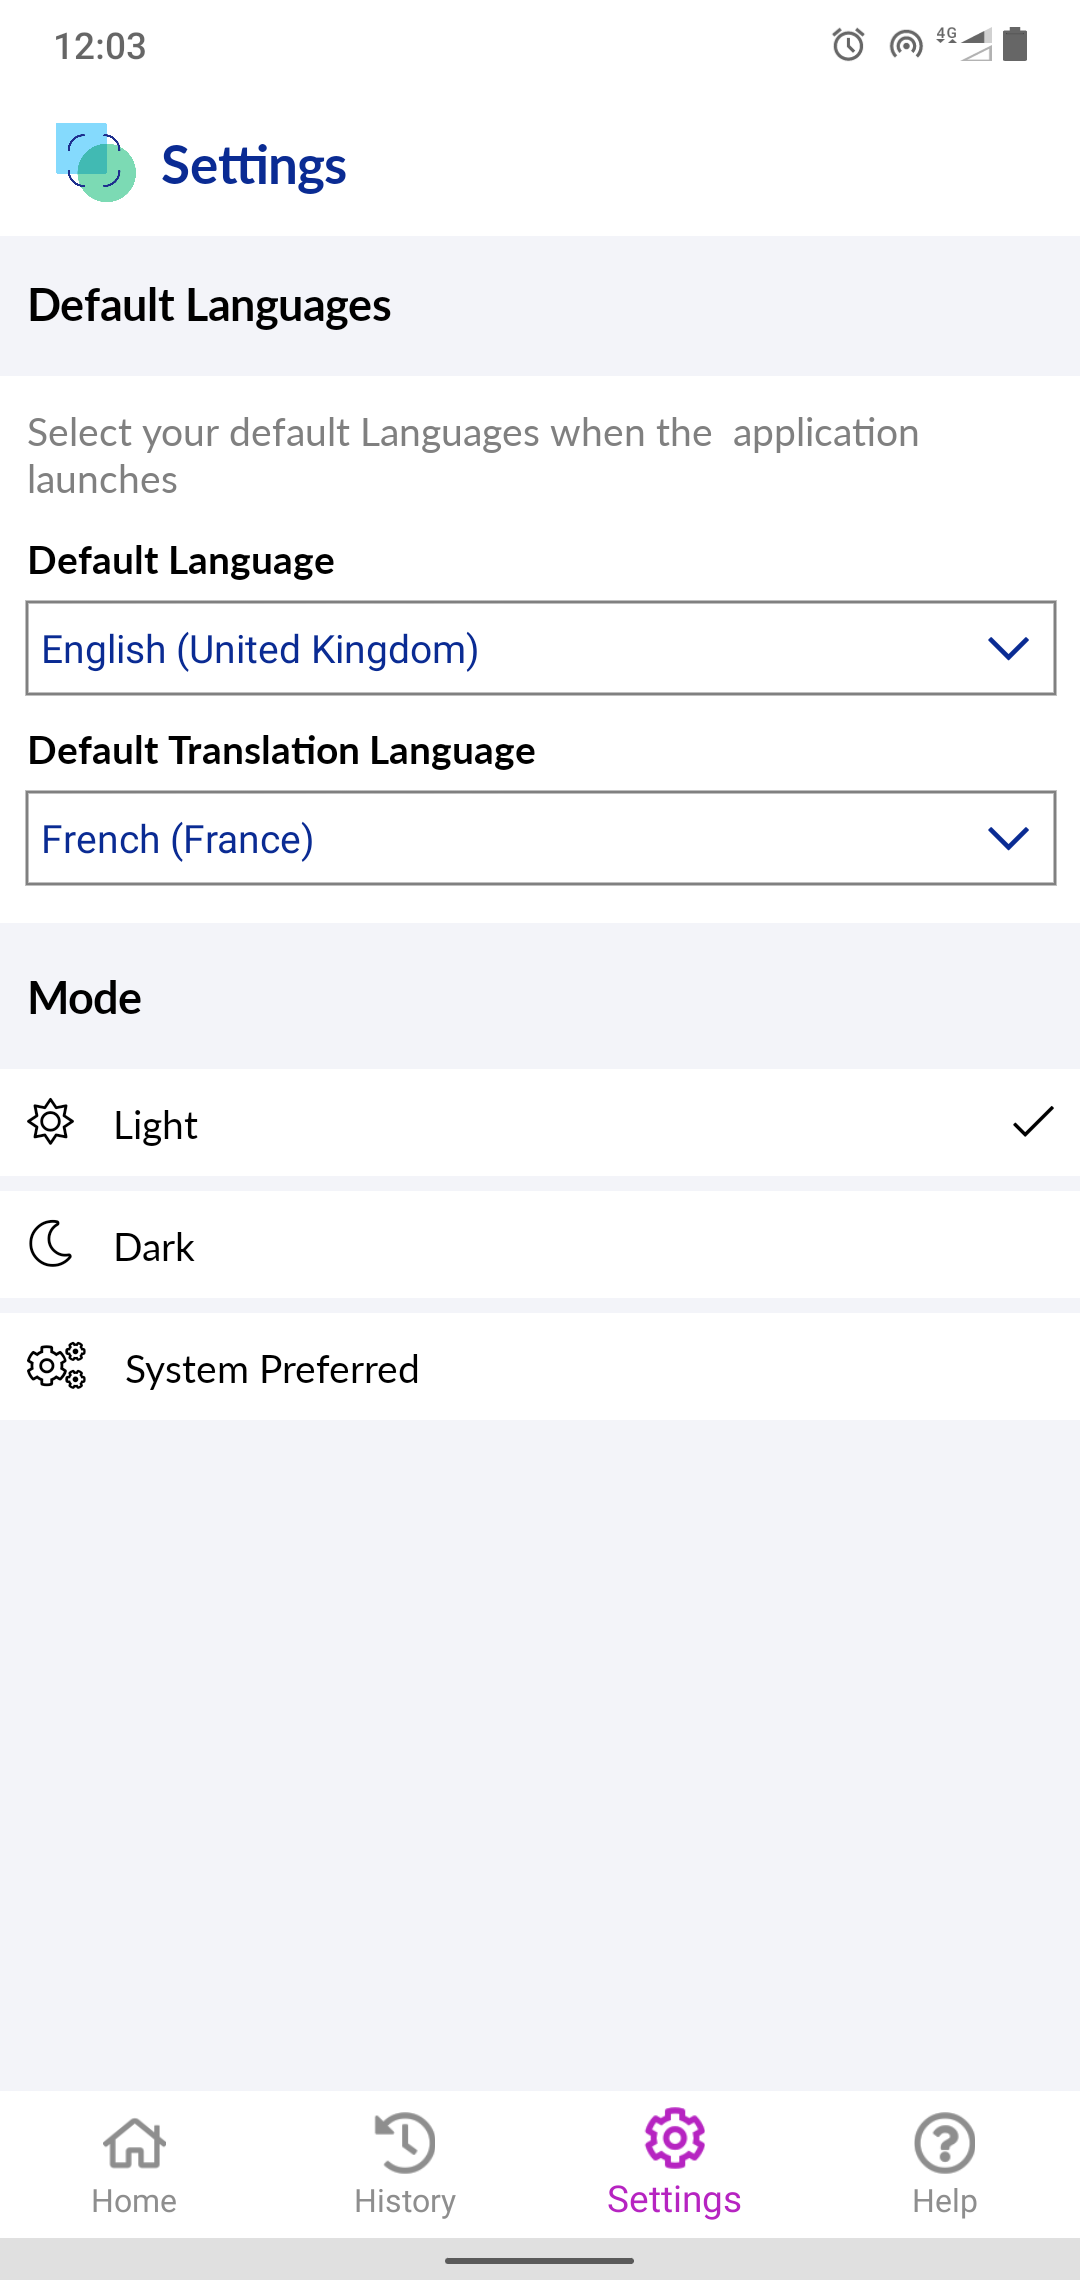 12:03
4G
Settings
Default Languages
Select your default Languages when the  application
launches
Default Language
English (United Kingdom)
Default Translation Language
French (France)
Mode
Light
Dark
System Preferred
Home
History
Settings
Help